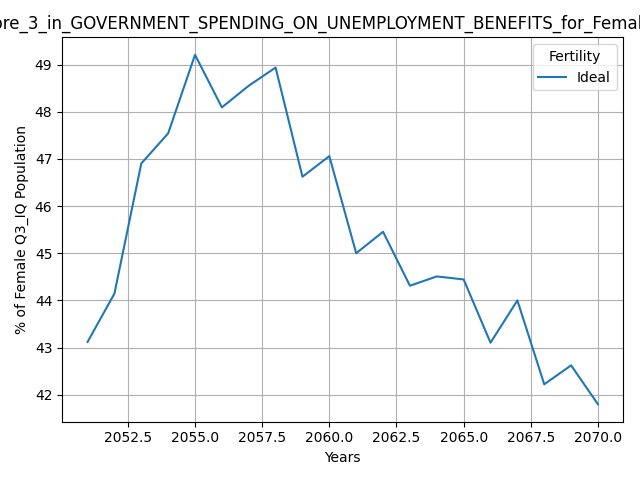 ore_3_in_GOVERNMENT_SPENDING_ON_UNEMPLOYMENT_BENEFITS_for_Femal
Fertility
Ideal
% of Female Q3_IQ Population
49
48
47
46
45
44
43
42
2052.5 2055.0 2057.5 2060.0 2062.5 2065.0 2067.5 2070.0
Years